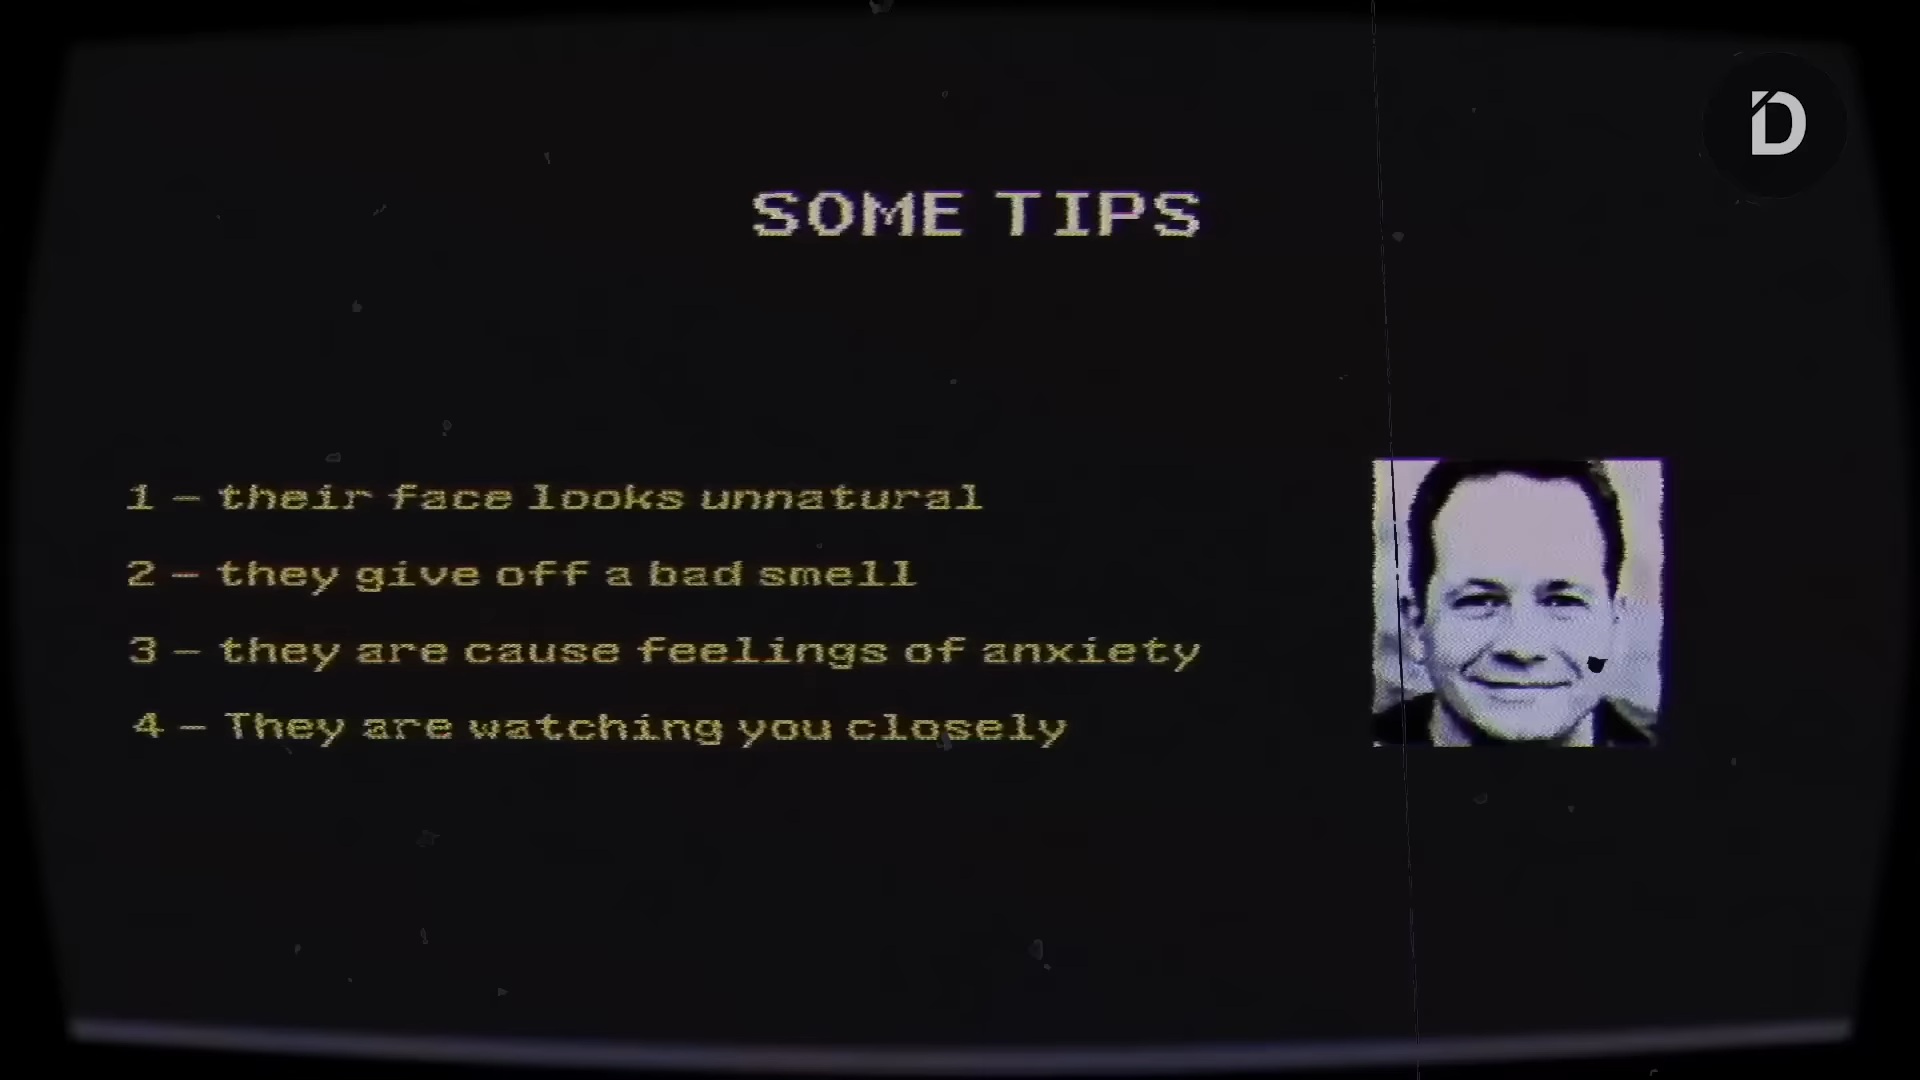 D
SOME TIPS
1 – their face looks unnatural
2 – they give off a bad smell
3 – they are cause feelings of anxiety
4 – They are watching you closely